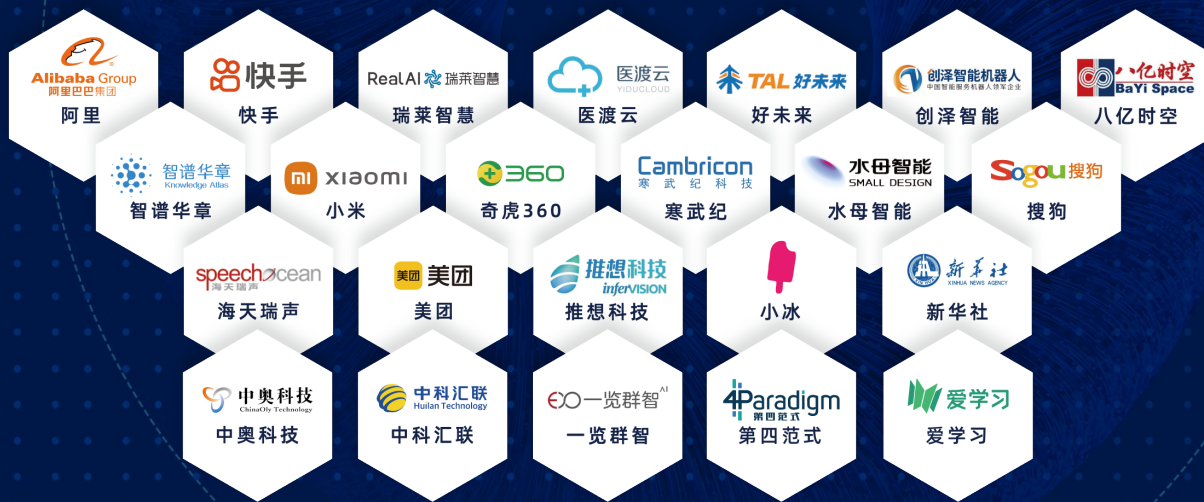 Alibaba Group
阿里巴巴集团
阿里
快手
快手
RealAI 瑞莱智慧
瑞莱智慧
医渡云
YIDUCLOUD
医渡云
TAL 好未来
好未来
创泽智能机器人
中国智能服务机器人领军企业
创泽智能
八亿时空
BaYi Space
八亿时空
智谱华章
Knowledge Atlas
智谱华章
mi xiaomi
小米
360
奇虎360
Cambricon
寒武纪科技
寒武纪
水母智能
SMALL DESIGN
水母智能
Sogou 搜狗
搜狗
speechocean
海天瑞声
海天瑞声
美团 美团
美团
推想科技
inferVISION
推想科技
小冰
新华社
XINHUA NEWS AGENCY
新华社
中奥科技
ChinaOly Technology
中奥科技
中科汇联
Huilan Technology
中科汇联
一览群智 AI
一览群智
4Paradigm
第四范式
第四范式
爱学习
爱学习